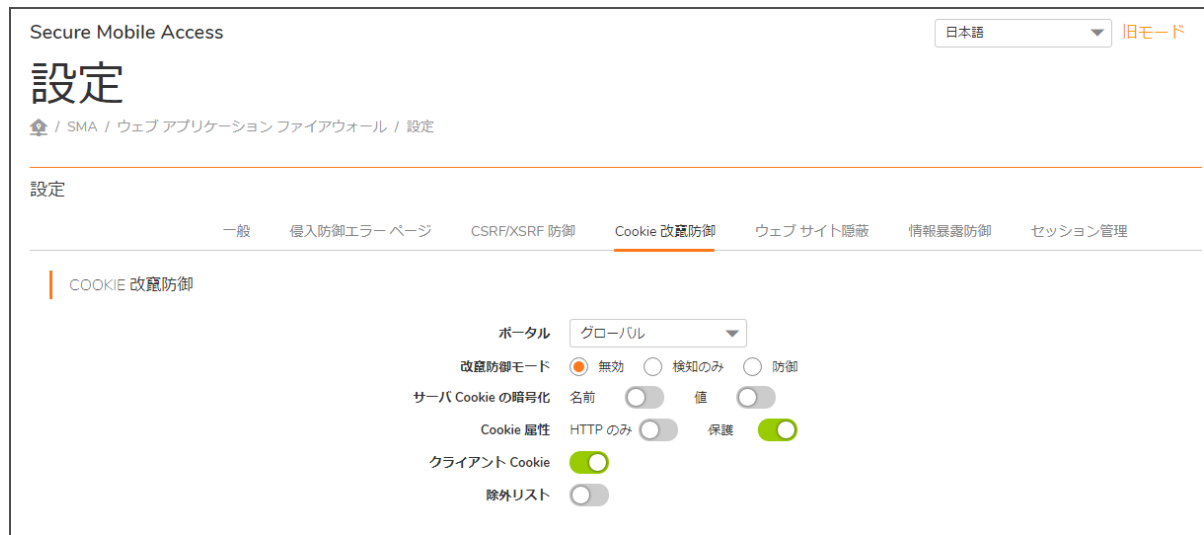 Secure Mobile Access
日本語 旧モード
設定
/ SMA / ウェブ アプリケーション ファイアウォール / 設定
設定
一般 侵入防御エラー ページ CSRF/XSRF 防御 Cookie 改竄防御 ウェブ サイト隠蔽 情報暴露防御 セッション管理
COOKIE 改竄防御
ポータル グローバル
改竄防御モード 無効 検知のみ 防御
サーバ Cookie の暗号化 名前 値
Cookie 属性 HTTP のみ 保護
クライアント Cookie
除外リスト